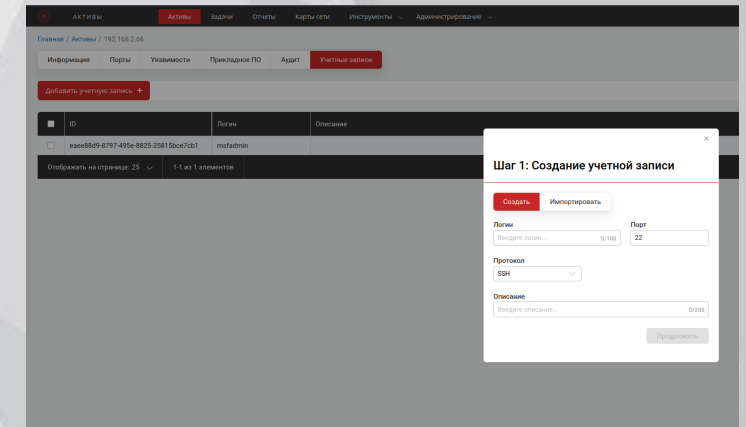 АКТИВЫ Активы Задачи Отчеты Карты сети Инструменты Администрирование
Главная / Активы / 192.168.2.66
Информация Порты Уязвимости Прикладное ПО Аудит Учетные записи
Добавить учетную запись +
ID Логин Описание
eaee88d9-8797-495e-8825-25815bce7cb1 msfadmin
Отображать на странице: 25 1-1 из 1 элементов
×
Шаг 1: Создание учетной записи
Создать Импортировать
Логин Порт
Введите логин... 0/100 22
Протокол
SSH
Описание
Введите описание... 0/200
Продолжить